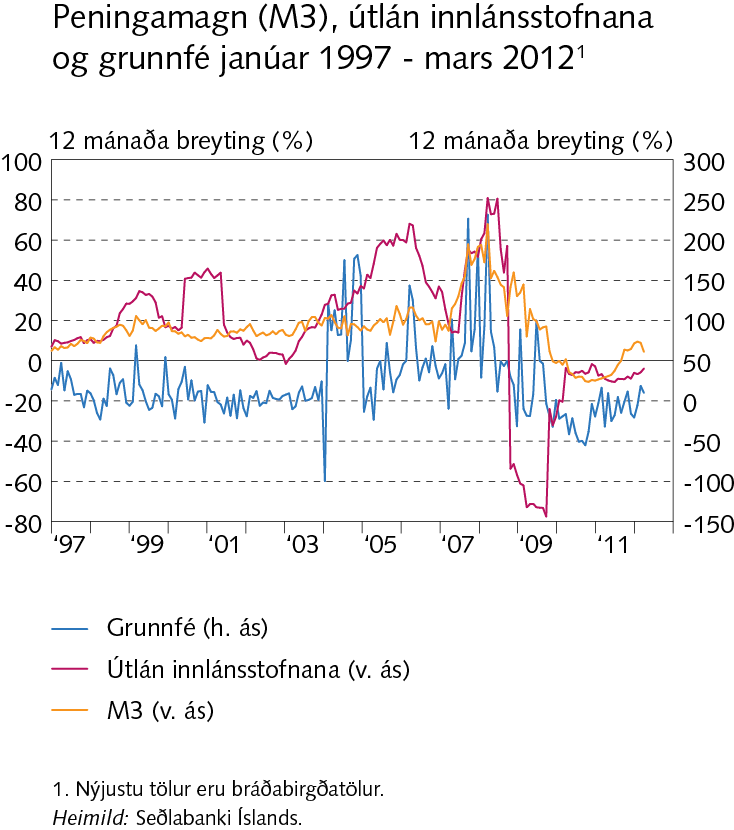 Peningamagn (M3), útlán innlánsstofnana
og grunnfé janúar 1997 - mars 2012¹
12 mánaða breyting (%) 12 mánaða breyting (%)
100 300
80 250
60 200
40 150
20 100
0 50
-20 0
-40 -50
-60 -100
-80 -150
‘97 ‘99 ‘01 ‘03 ‘05 ‘07 ‘09 ‘11
Grunnfé (h. ás)
Útlán innlánsstofnana (v. ás)
M3 (v. ás)
1. Nýjustu tölur eru bráðabirgðatölur.
Heimild: Seðlabanki Íslands.